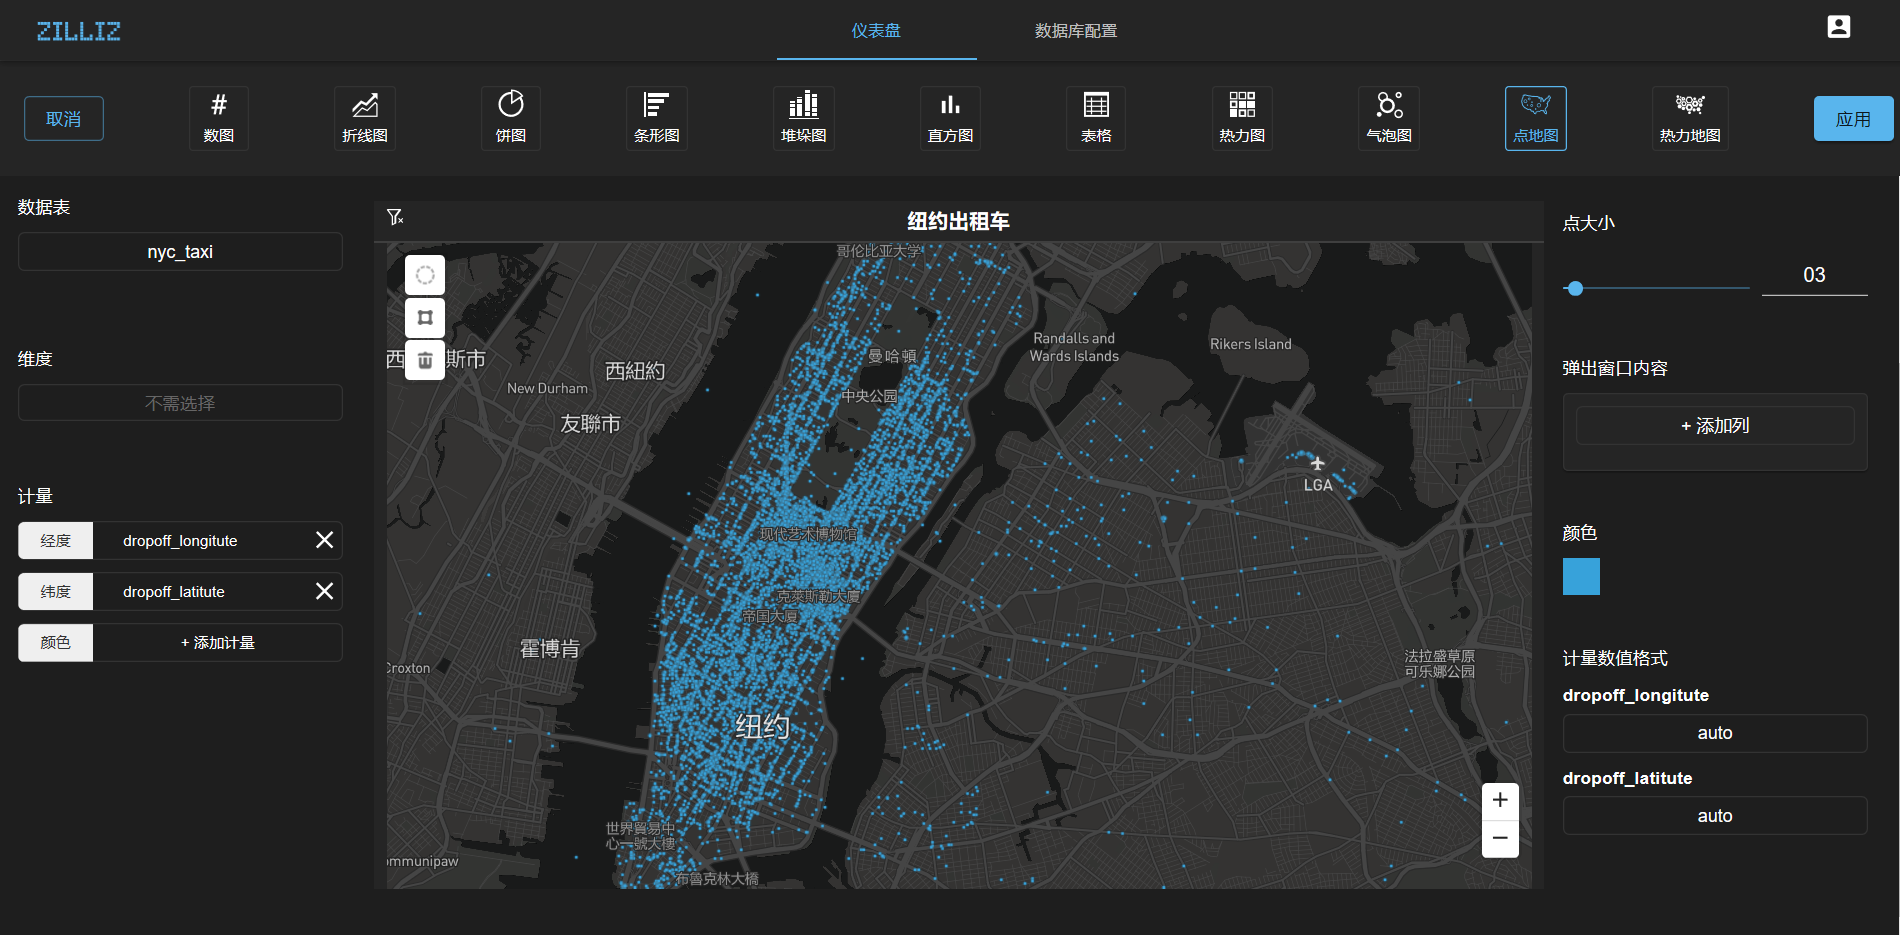 ZILLIZ
仪表盘
数据库配置
取消
数图
折线图
饼图
条形图
堆垛图
直方图
表格
热力图
气泡图
点地图
热力地图
应用
数据表
nyc_taxi
维度
不需选择
计量
经度
dropoff_longitute
纬度
dropoff_latitute
颜色
+ 添加计量
纽约出租车
哥伦比亚大学
Randalls and
Wards Islands
Rikers Island
曼哈頓
西
斯市
西紐約
New Durham
中央公园
友聯市
LGA
现代艺术博物馆
克萊斯勒大廈
帝国大厦
霍博肯
Croxton
法拉盛草原
可乐娜公园
纽约
世界貿易中
心一號大樓
ommunipaw
布魯克林大橋
+
−
点大小
03
弹出窗口内容
+ 添加列
颜色
计量数值格式
dropoff_longitute
auto
dropoff_latitute
auto